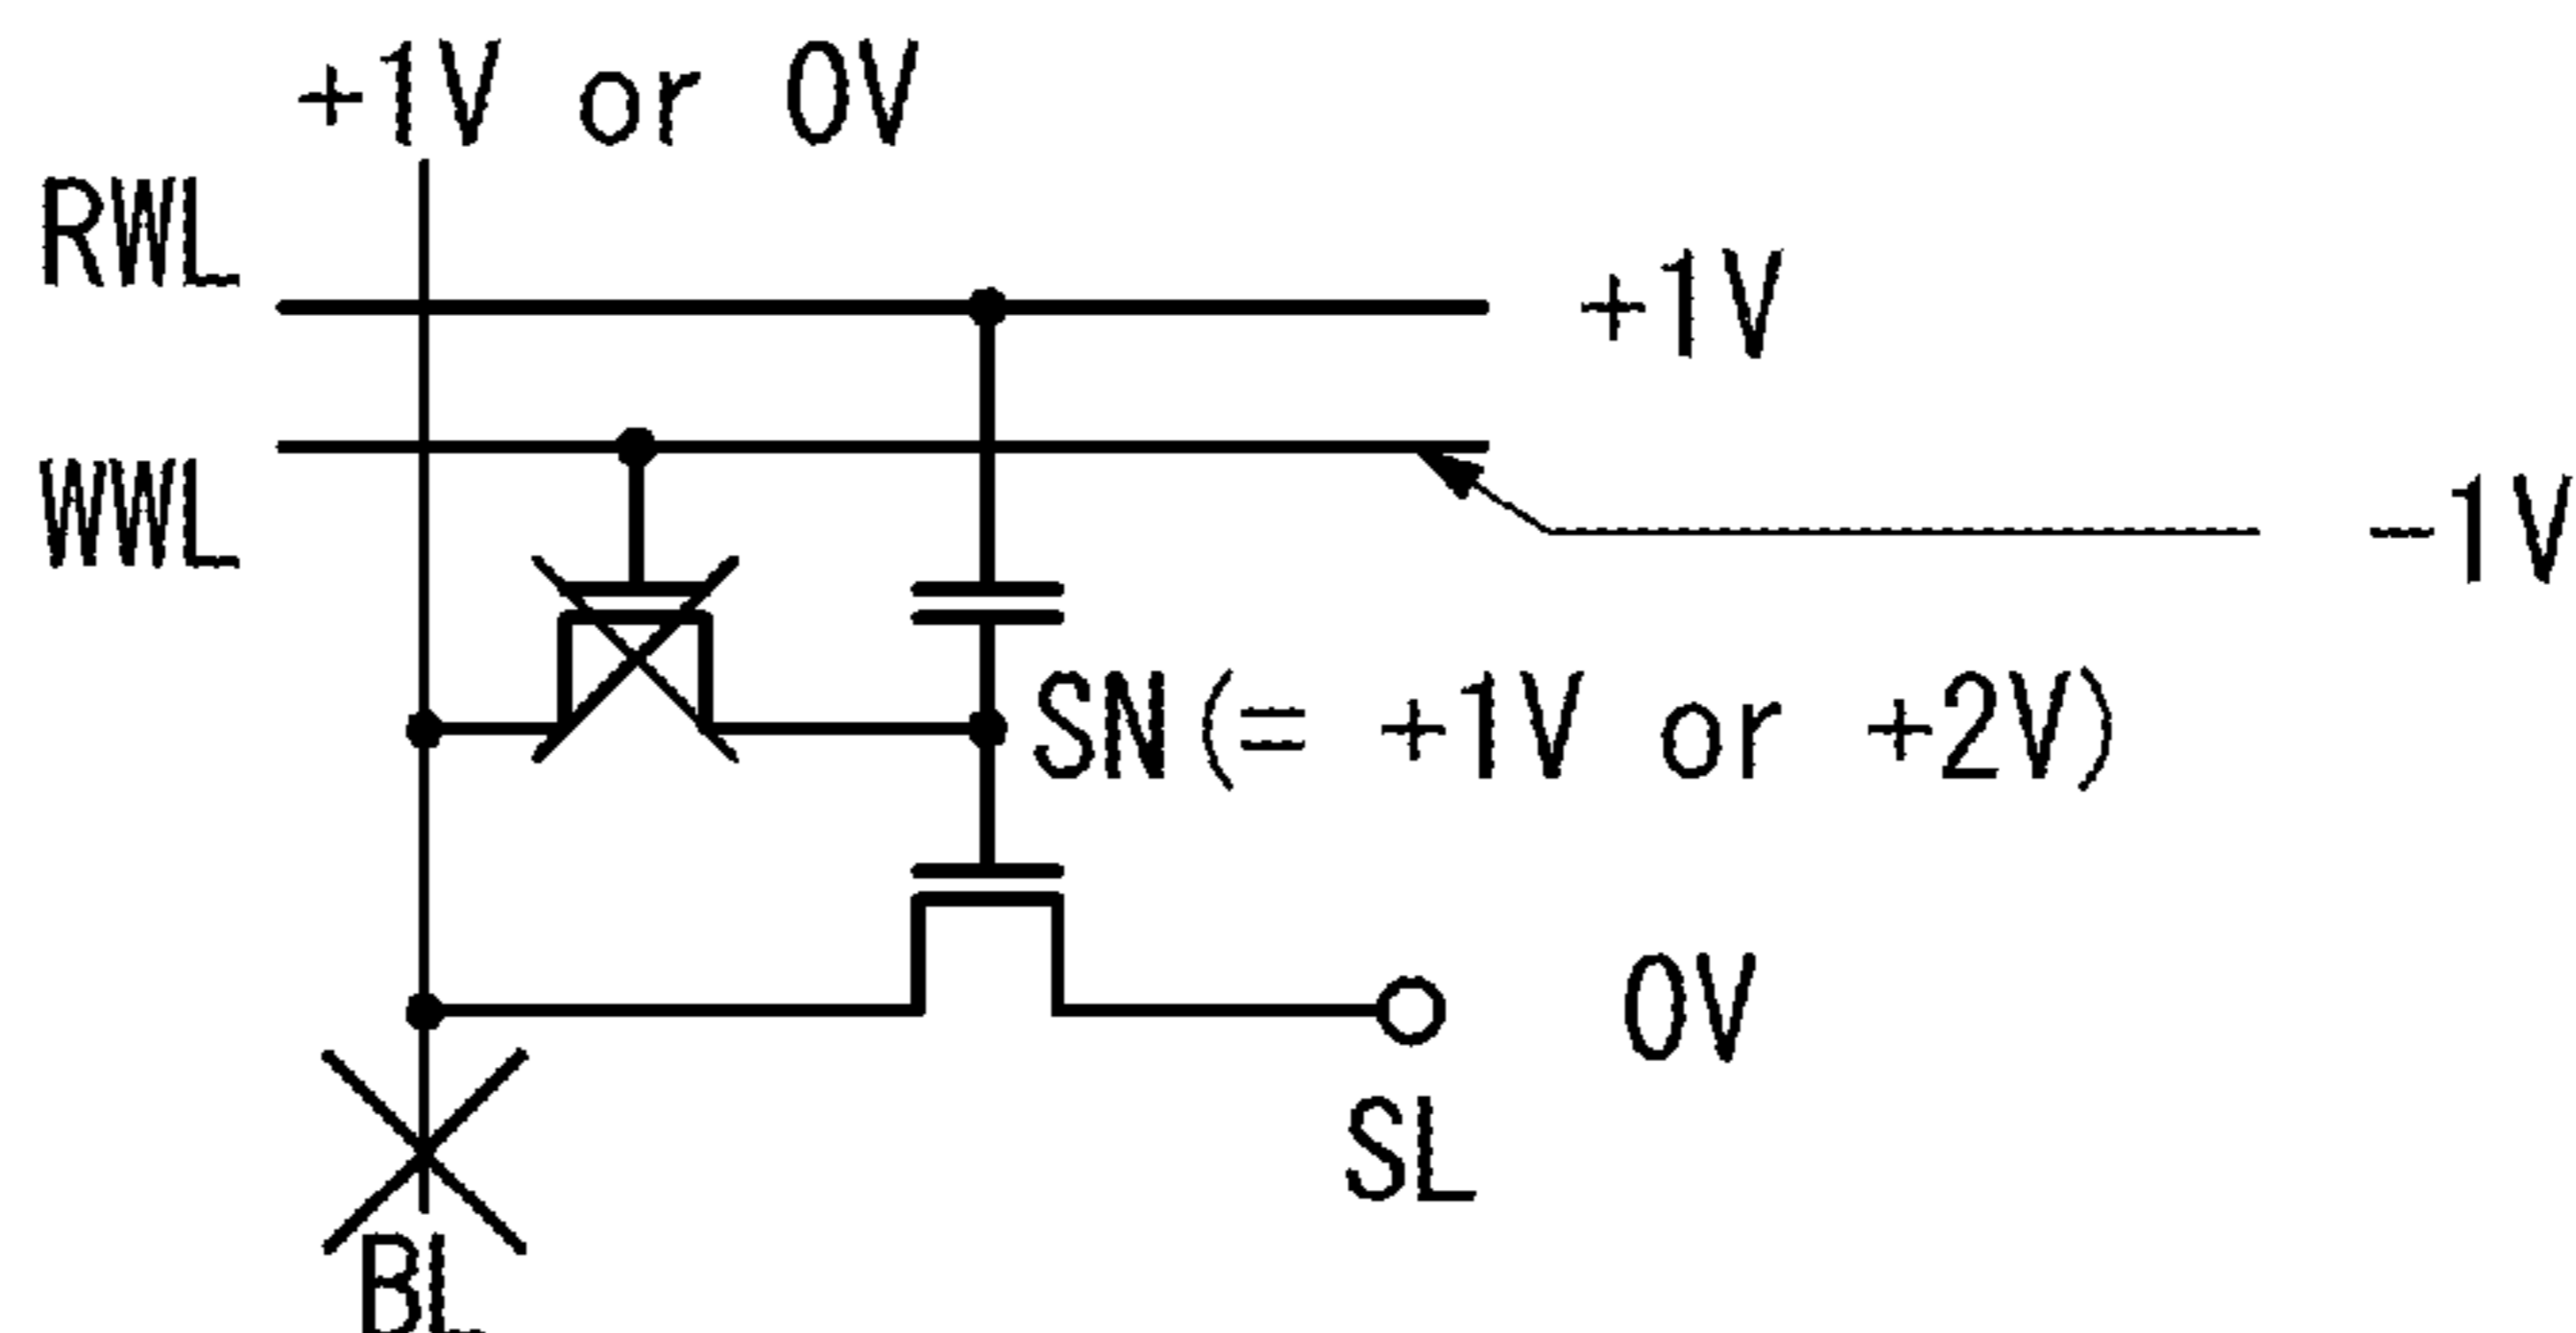 +1V or 0V
RWL
+1V
WWL
-1V
SN(= +1V or +2V)
0V
SL
BL